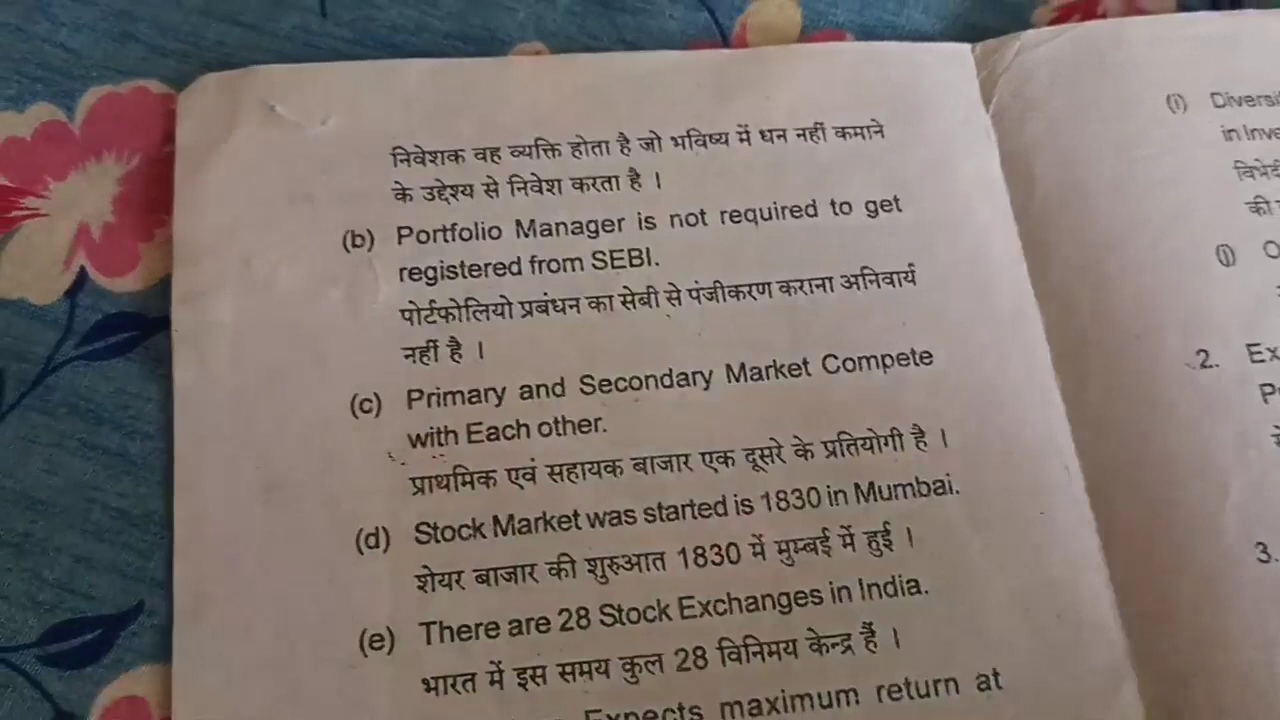 निवेशक वह व्यक्ति होता है जो भविष्य में धन नहीं कमाने
के उद्देश्य से निवेश करता है ।
(b) Portfolio Manager is not required to get
registered from SEBI.
पोर्टफोलियो प्रबंधन का सेबी से पंजीकरण कराना अनिवार्य
नहीं है ।
(c) Primary and Secondary Market Compete
with Each other.
प्राथमिक एवं सहायक बाजार एक दूसरे के प्रतियोगी है ।
(d) Stock Market was started is 1830 in Mumbai.
शेयर बाजार की शुरुआत 1830 में मुम्बई में हुई ।
(e) There are 28 Stock Exchanges in India.
भारत में इस समय कुल 28 विनिमय केन्द्र हैं ।
Expects maximum return at
(i)
in
की
(j)
2.
3.